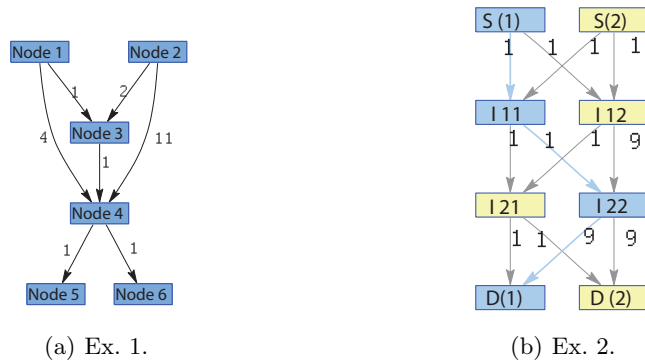 Node 1 Node 2 S (1) S(2)
1 2 1 1 1 1
Node 3 I 11 I 12
4 1 11 1 1 1 9
Node 4 I 21 I 22
1 1 1 1 9 9
Node 5 Node 6 D(1) D (2)
(a) Ex. 1. (b) Ex. 2.